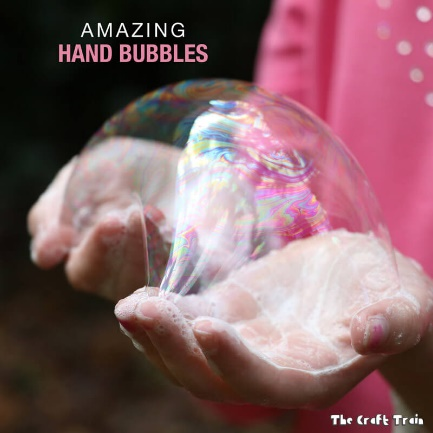 AMAZING
HAND BUBBLES
The Craft Train